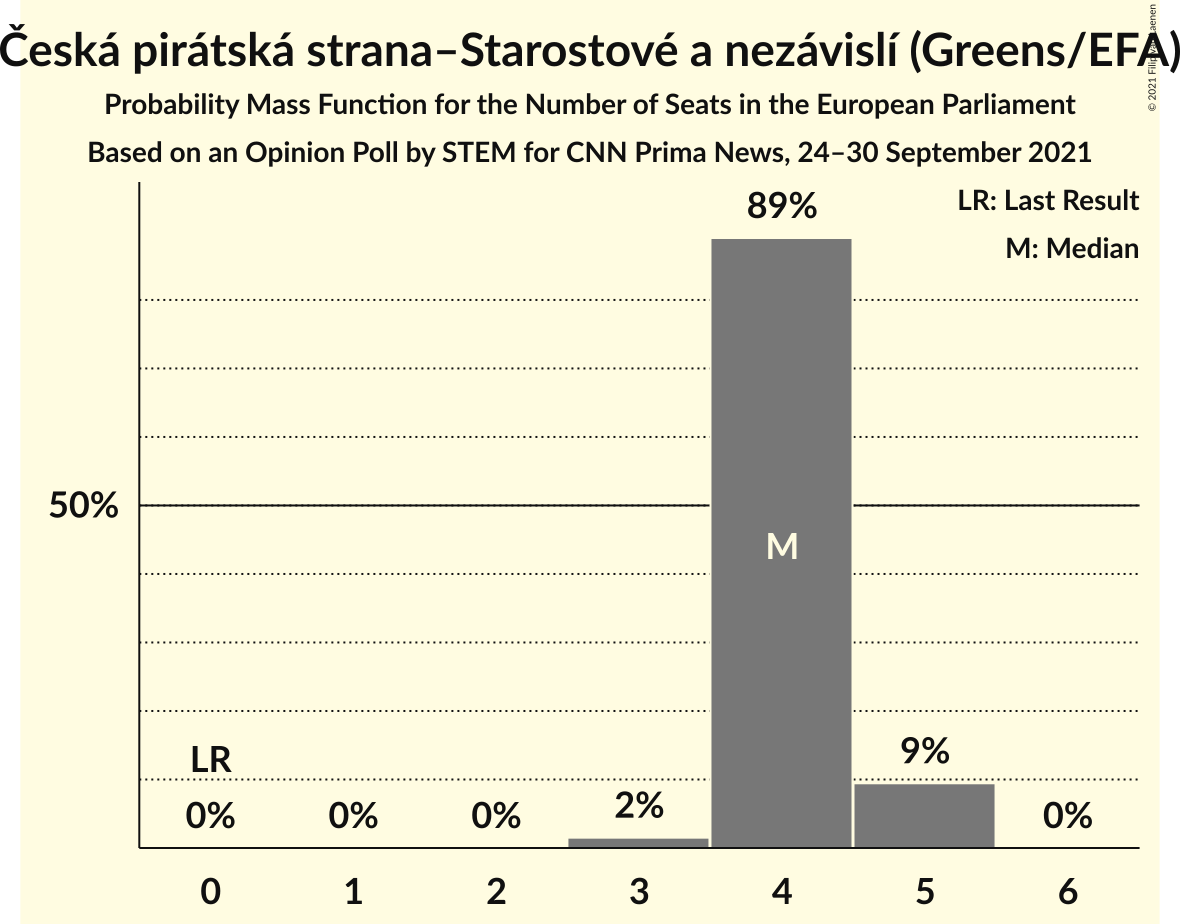 Česká pirátská strana–Starostové a nezávislí (Greens/EFA)
Probability Mass Function for the Number of Seats in the European Parliament
Based on an Opinion Poll by STEM for CNN Prima News, 24–30 September 2021
© 2021 Filip
LR: Last Result
M: Median
89%
50%
M
LR
9%
2%
0%
0%
0%
0%
0
1
2
3
4
5
6